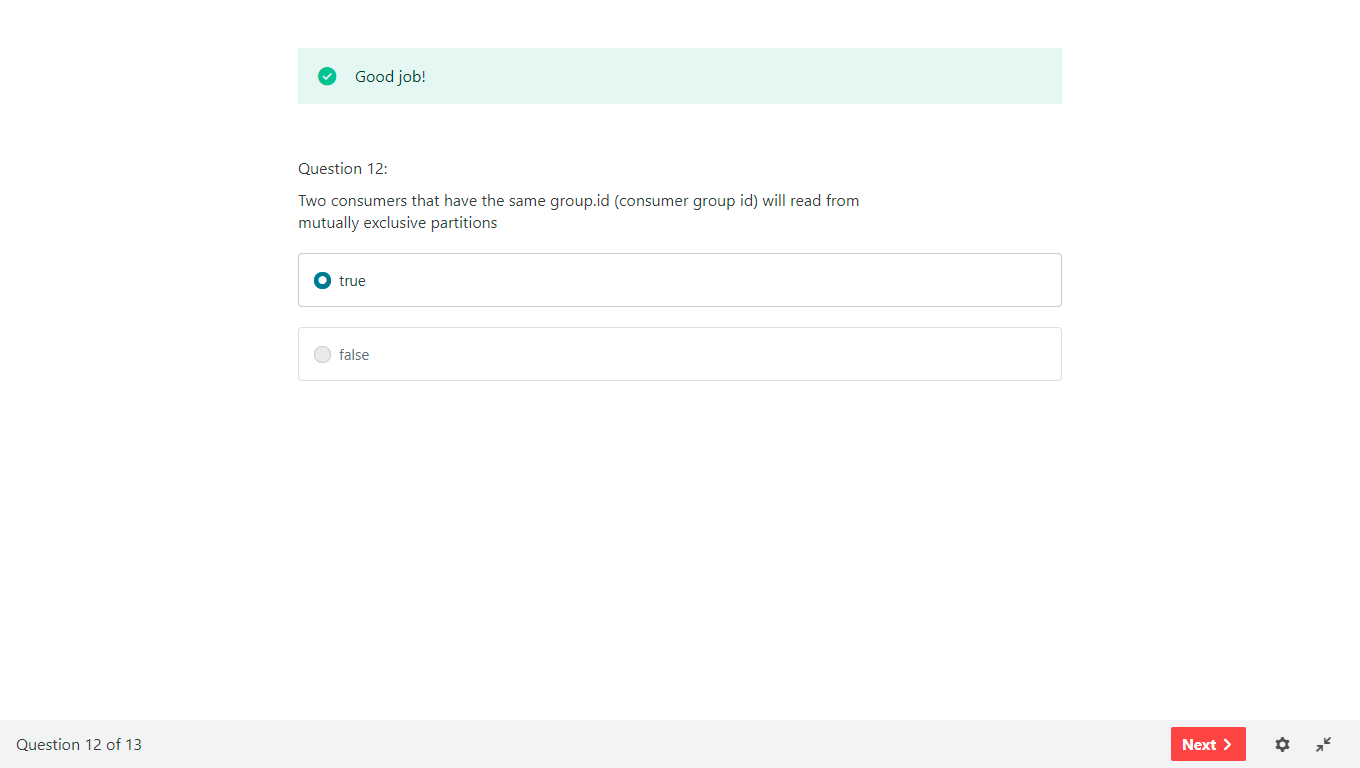 Good job!
Question 12:
Two consumers that have the same group.id (consumer group id) will read from
mutually exclusive partitions
true
false
Question 12 of 13
Next